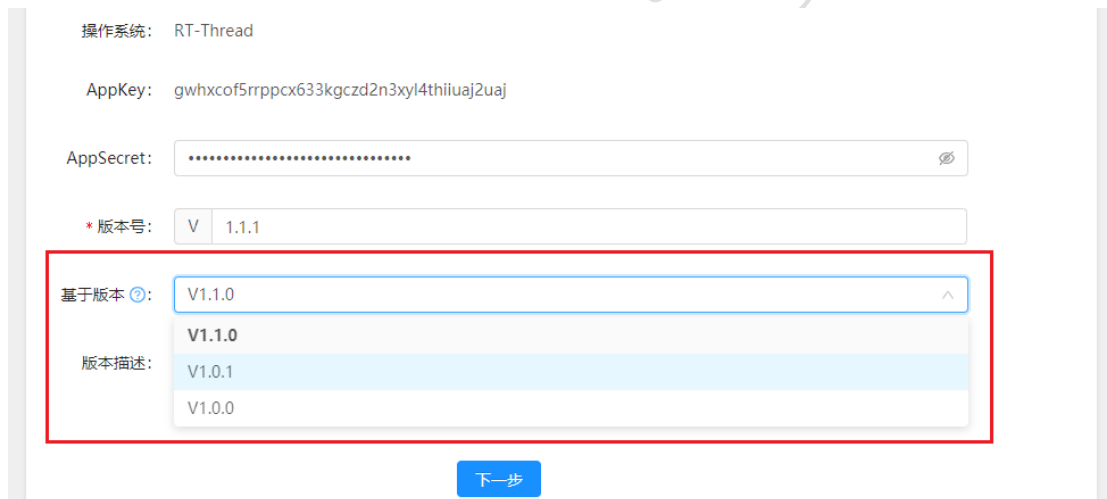 操作系统： RT-Thread
AppKey： gwhxcof5rrppcx633kgczd2n3xyl4thiiuaj2uaj
AppSecret： ••••••••••••••••••••••••••••••••
* 版本号： V 1.1.1
基于版本 ?： V1.1.0
V1.1.0
版本描述：
V1.0.1
V1.0.0
下一步